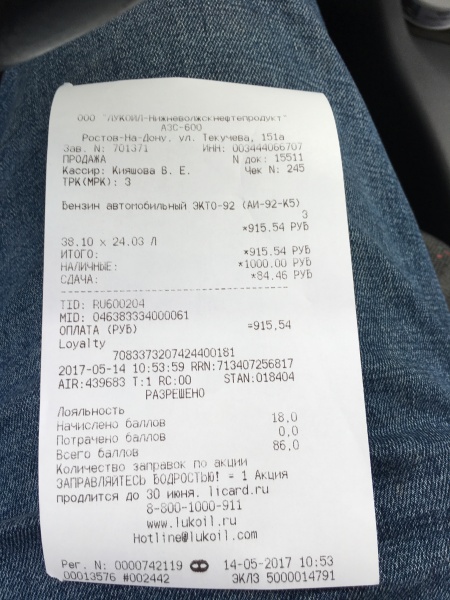 ООО "ЛУКОЙЛ-Нижневолжскнефтепродукт"
АЗС-600
Ростов-На-Дону, ул. Текучева, 151а
Зав. N: 701371 ИНН: 003444066707
ПРОДАЖА N док: 15511
Кассир: Кияшова В. Е. Чек N: 245
ТРК(МРК): 3
Бензин автомобильный ЭКТО-92 (АИ-92-К5)
3
*915.54 РУБ
38.10 x 24.03 Л
ИТОГО: *915.54 РУБ
НАЛИЧНЫЕ: *1000.00 РУБ
СДАЧА: *84.46 РУБ
TID: RU600204
MID: 046383334000061
ОПЛАТА (РУБ) =915,54
Loyalty
7083373207424400181
2017-05-14 10:53:59 RRN:713407256817
AIR:439683 T:1 RC:00 STAN:018404
РАЗРЕШЕНО
Лояльность
Начислено баллов 18,0
Потрачено баллов 0,0
Всего баллов 86,0
Количество заправок по акции
ЗАПРАВЛЯЙТЕСЬ БОДРОСТЬЮ! = 1 Акция
продлится до 30 июня. licard.ru
8-800-1000-911
www.lukoil.ru
Hotline@lukoil.com
Рег. N: 0000742119 14-05-2017 10:53
00013576 #002442 ЭКЛЗ 5000014791